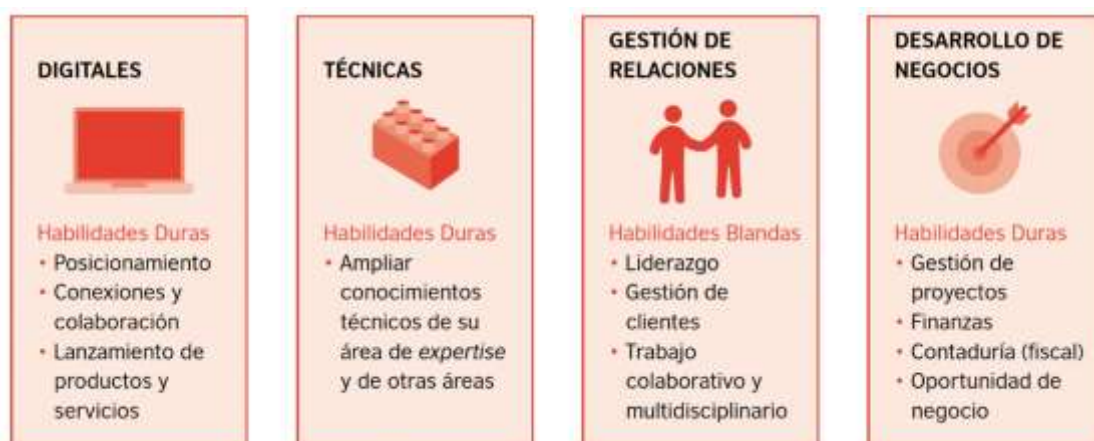 DIGITALES
Habilidades Duras
• Posicionamiento
• Conexiones y
colaboración
• Lanzamiento de
productos y
servicios
TÉCNICAS
Habilidades Duras
• Ampliar
conocimientos
técnicos de su
área de expertise
y de otras áreas
GESTIÓN DE
RELACIONES
Habilidades Blandas
• Liderazgo
• Gestión de
clientes
• Trabajo
colaborativo y
multidisciplinario
DESARROLLO DE
NEGOCIOS
Habilidades Duras
• Gestión de
proyectos
• Finanzas
• Contaduría (fiscal)
• Oportunidad de
negocio